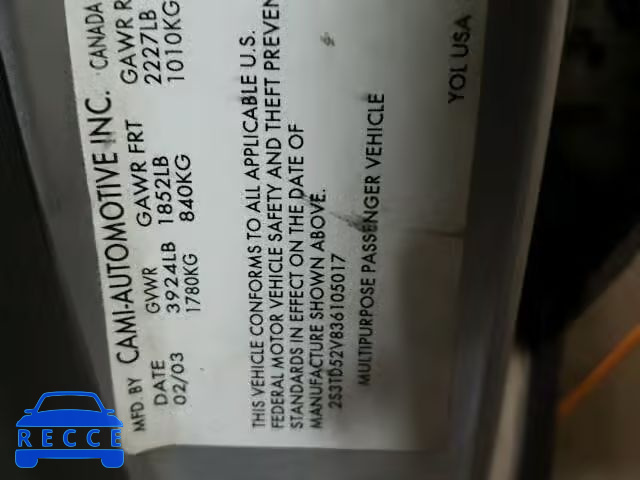 MFD. BY CAMI-AUTOMOTIVE INC. CANADA
DATE GVWR GAWR FRT GAWR R
02/03 3924LB 1852LB 2227LB
1780KG 840KG 1010KG
THIS VEHICLE CONFORMS TO ALL APPLICABLE U.S.
FEDERAL MOTOR VEHICLE SAFETY AND THEFT PREVEN
STANDARDS IN EFFECT ON THE DATE OF
MANUFACTURE SHOWN ABOVE.
2S3TD52V836105017
MULTIPURPOSE PASSENGER VEHICLE
YOL USA
RECCE